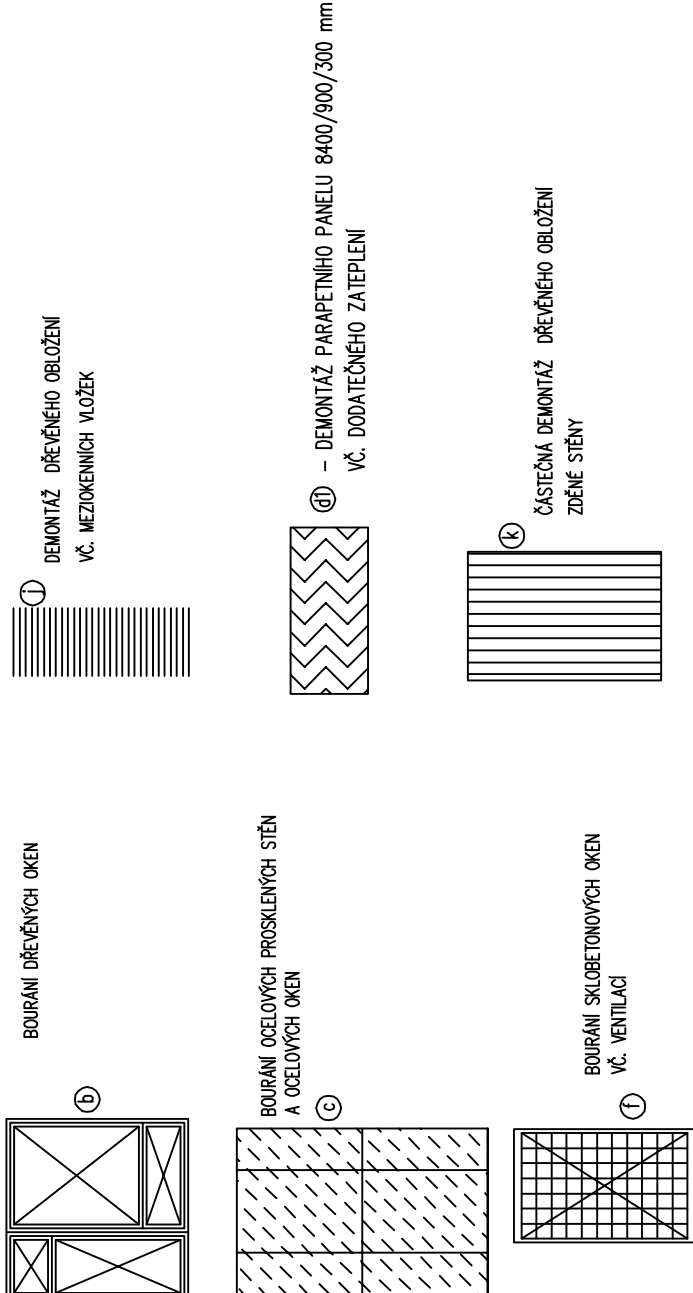 BOURÁNÍ DŘEVĚNÝCH OKEN
b
BOURÁNÍ OCELOVÝCH PROSKLENÝCH STĚN
A OCELOVÝCH OKEN
c
BOURÁNÍ SKLOBETONOVÝCH OKEN
VČ. VENTILACÍ
f
j
DEMONTÁŽ DŘEVĚNÉHO OBLOŽENÍ
VČ. MEZIOKENNÍCH VLOŽEK
d1 – DEMONTÁŽ PARAPETNÍHO PANELU 8400/900/300 mm
VČ. DODATEČNÉHO ZATEPLENÍ
k
ČÁSTEČNÁ DEMONTÁŽ DŘEVĚNÉHO OBLOŽENÍ
ZDĚNÉ STĚNY